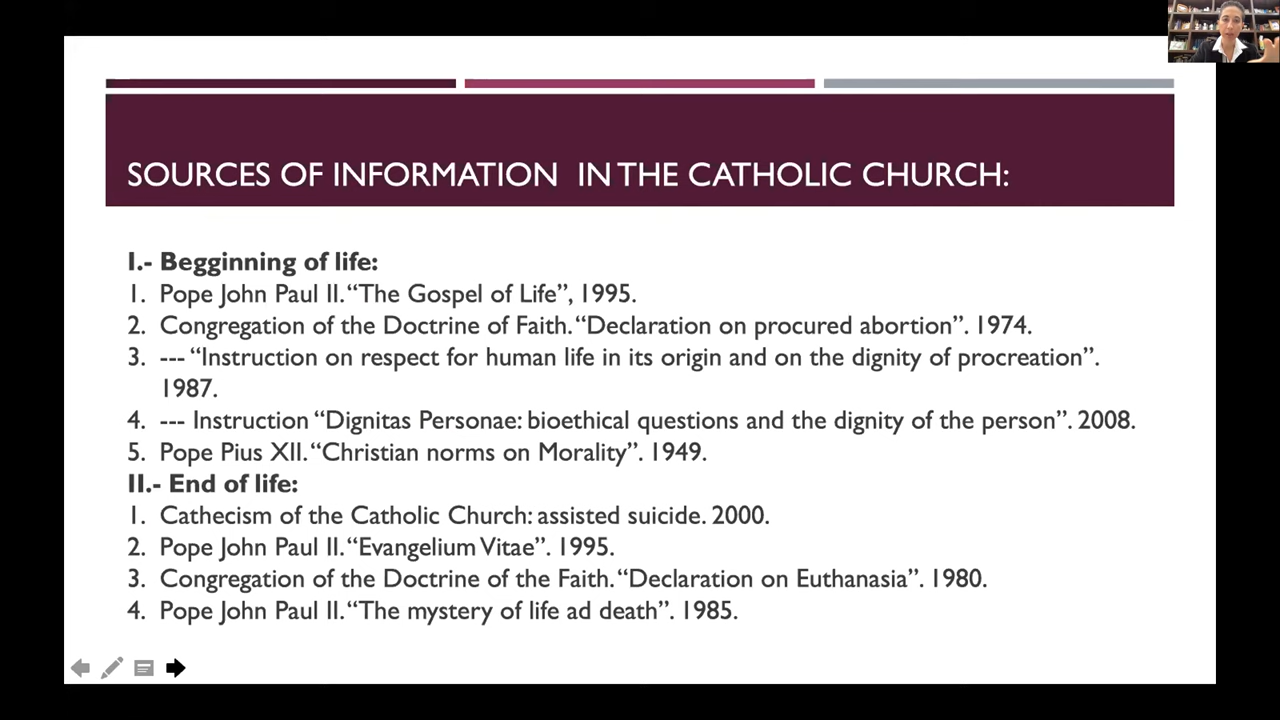 SOURCES OF INFORMATION IN THE CATHOLIC CHURCH:
I.- Begginning of life:
1. Pope John Paul II. “The Gospel of Life”, 1995.
2. Congregation of the Doctrine of Faith. “Declaration on procured abortion”. 1974.
3. --- “Instruction on respect for human life in its origin and on the dignity of procreation”.
1987.
4. --- Instruction “Dignitas Personae: bioethical questions and the dignity of the person”. 2008.
5. Pope Pius XII. “Christian norms on Morality”. 1949.
II.- End of life:
1. Cathecism of the Catholic Church: assisted suicide. 2000.
2. Pope John Paul II. “Evangelium Vitae”. 1995.
3. Congregation of the Doctrine of the Faith. “Declaration on Euthanasia”. 1980.
4. Pope John Paul II. “The mystery of life ad death”. 1985.